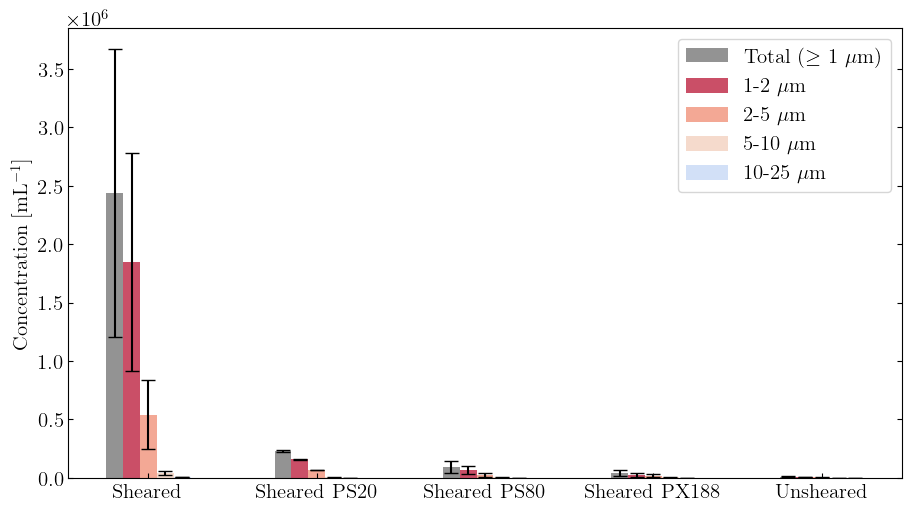 ×10⁶
3.5
3.0
2.5
2.0
1.5
1.0
0.5
0.0
Concentration [mL⁻¹]
Total (≥ 1 μm)
1-2 μm
2-5 μm
5-10 μm
10-25 μm
Sheared
Sheared PS20
Sheared PS80
Sheared PX188
Unsheared